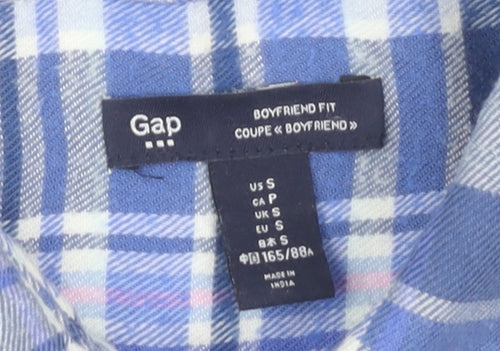 Gap
BOYFRIEND FIT
COUPE « BOYFRIEND »
US S
CA P
UK S
EU S
日本 S
中国 165/88A
MADE IN
INDIA